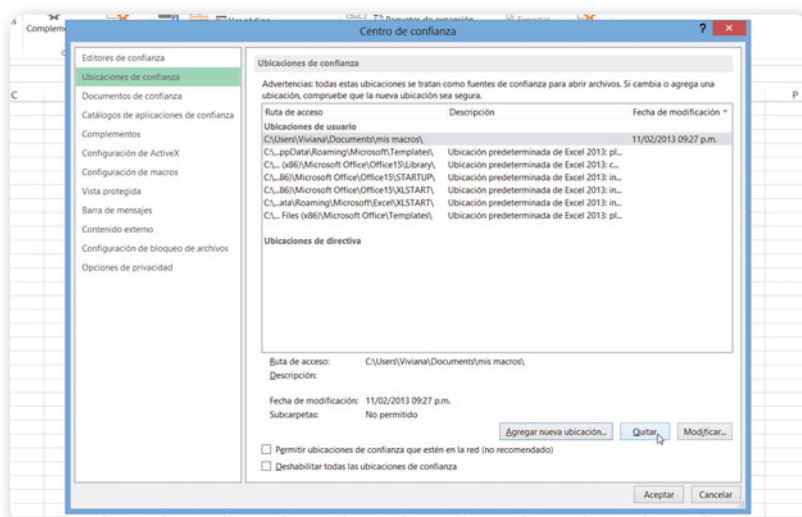 Complem
Paquetes de expansión
Exportar
C
P
Centro de confianza
?
Editores de confianza
Ubicaciones de confianza
Documentos de confianza
Catálogos de aplicaciones de confianza
Complementos
Configuración de ActiveX
Configuración de macros
Vista protegida
Barra de mensajes
Contenido externo
Configuración de bloqueo de archivos
Opciones de privacidad
Ubicaciones de confianza
Advertencias: todas estas ubicaciones se tratan como fuentes de confianza para abrir archivos. Si cambia o agrega una
ubicación, compruebe que la nueva ubicación sea segura.
Ruta de acceso Descripción Fecha de modificación
Ubicaciones de usuario
C:\Users\Viviana\Documents\mis macros\ 11/02/2013 09:27 p.m.
C:\...ppData\Roaming\Microsoft\Templates\ Ubicación predeterminada de Excel 2013: pl...
C:\... (x86)\Microsoft Office\Office15\Library\ Ubicación predeterminada de Excel 2013: c...
C:\...86)\Microsoft Office\Office15\STARTUP\ Ubicación predeterminada de Excel 2013: in...
C:\...86)\Microsoft Office\Office15\XLSTART\ Ubicación predeterminada de Excel 2013: in...
C:\...ata\Roaming\Microsoft\Excel\XLSTART\ Ubicación predeterminada de Excel 2013: in...
C:\... Files (x86)\Microsoft Office\Templates\ Ubicación predeterminada de Excel 2013: pl...
Ubicaciones de directiva
Ruta de acceso: C:\Users\Viviana\Documents\mis macros\
Descripción:
Fecha de modificación: 11/02/2013 09:27 p.m.
Subcarpetas: No permitido
Agregar nueva ubicación... Quitar Modificar...
Permitir ubicaciones de confianza que estén en la red (no recomendado)
Deshabilitar todas las ubicaciones de confianza
Aceptar Cancelar